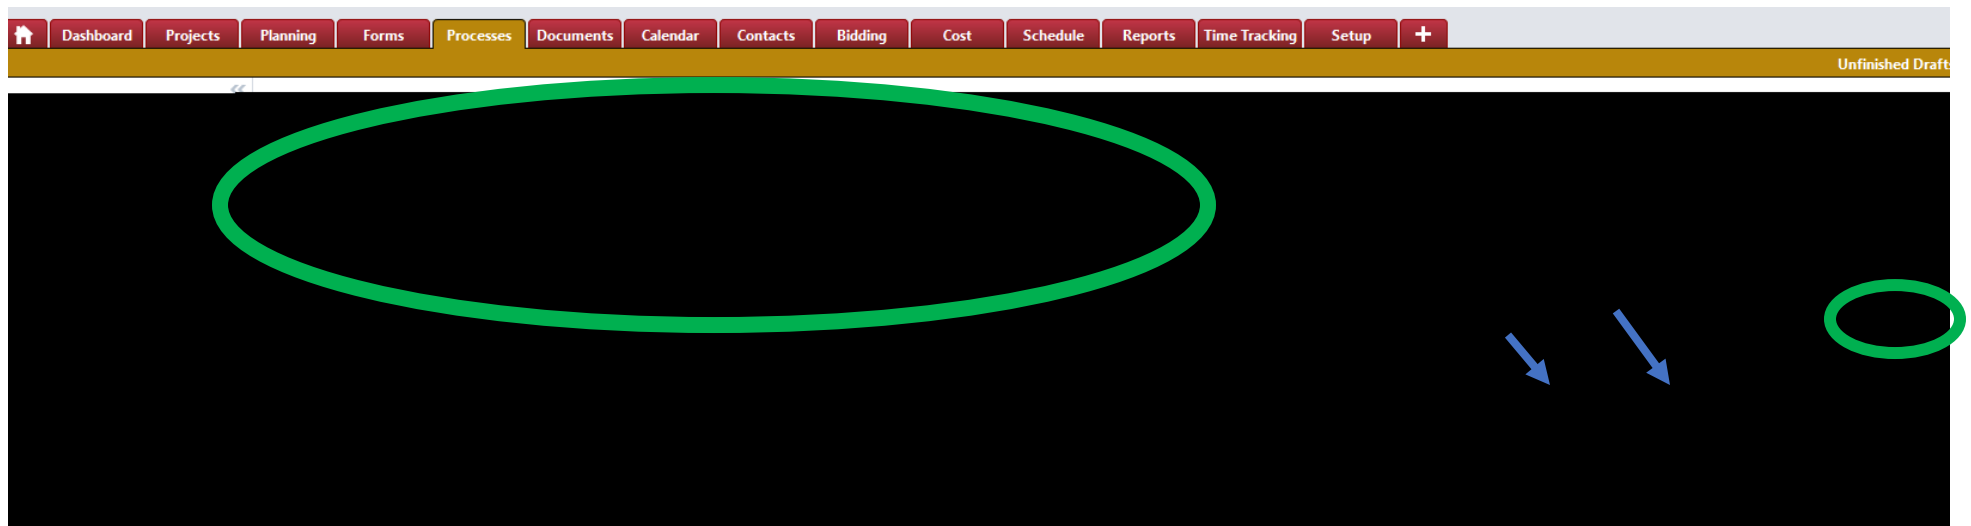 Dashboard Projects Planning Forms Processes Documents Calendar Contacts Bidding Cost Schedule Reports Time Tracking Setup
Unfinished Draft